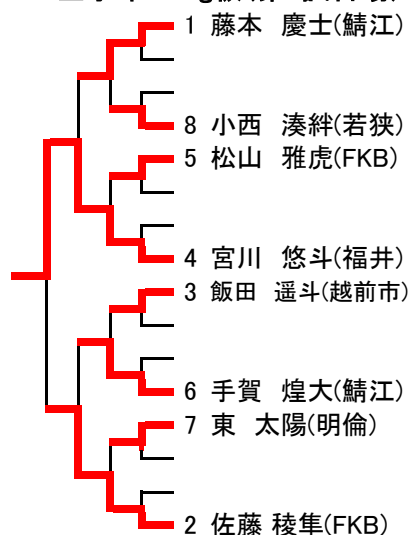 1 藤本 慶士(鯖江)
8 小西 湊絆(若狭)
5 松山 雅虎(FKB)
4 宮川 悠斗(福井)
3 飯田 遥斗(越前市)
6 手賀 煌大(鯖江)
7 東 太陽(明倫)
2 佐藤 稜隼(FKB)